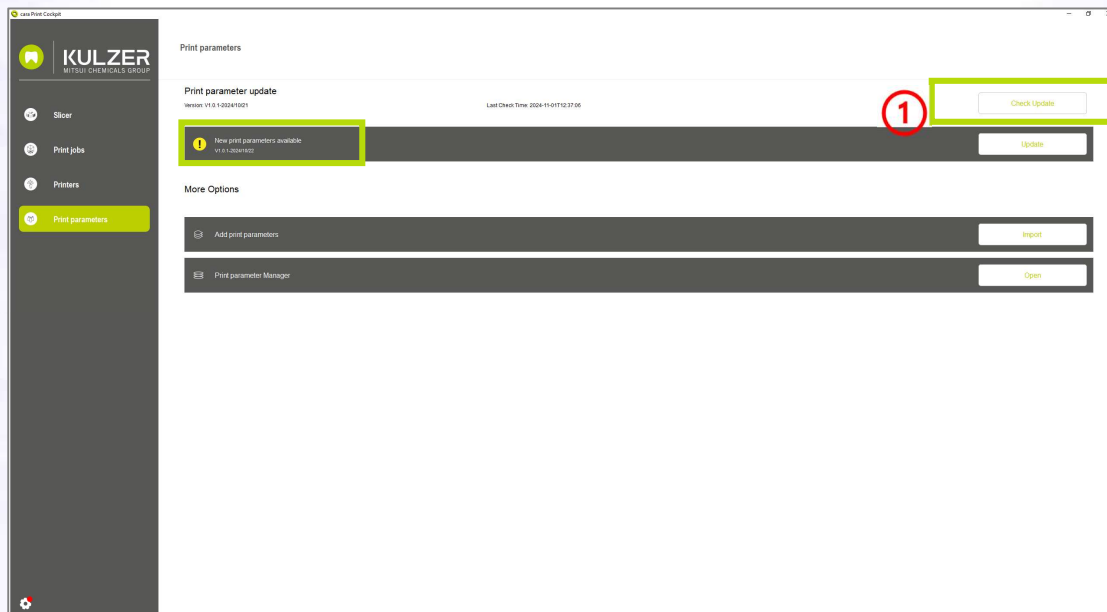 cara Print Cockpit
KULZER
MITSUI CHEMICALS GROUP
Slicer
Print jobs
Printers
Print parameters
Print parameters
Print parameter update
Version: V1.0.1-2024/10/21
Last Check Time: 2024-11-01T12:37:06
1
Check Update
New print parameters available
V1.0.1-2024/10/22
Update
More Options
Add print parameters
Import
Print parameter Manager
Open